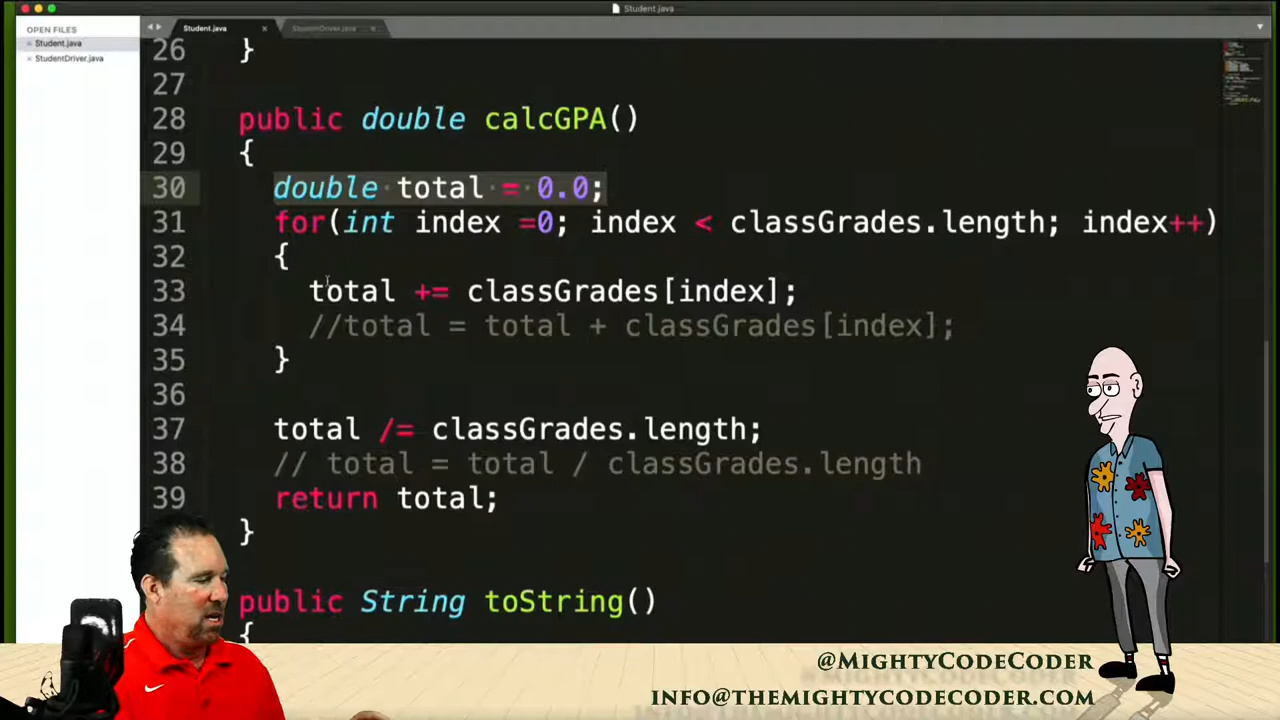 Student.java
OPEN FILES
Student.java
StudentDriver.java
Student.java
StudentDriver.java
26 }
27
28 public double calcGPA()
29 {
30 double total = 0.0;
31 for(int index =0; index < classGrades.length; index++)
32 {
33 total += classGrades[index];
34 //total = total + classGrades[index];
35 }
36
37 total /= classGrades.length;
38 // total = total / classGrades.length
39 return total;
}
public String toString()
{
@MIGHTYCODECODER
INFO@THEMIGHTYCODECODER.COM